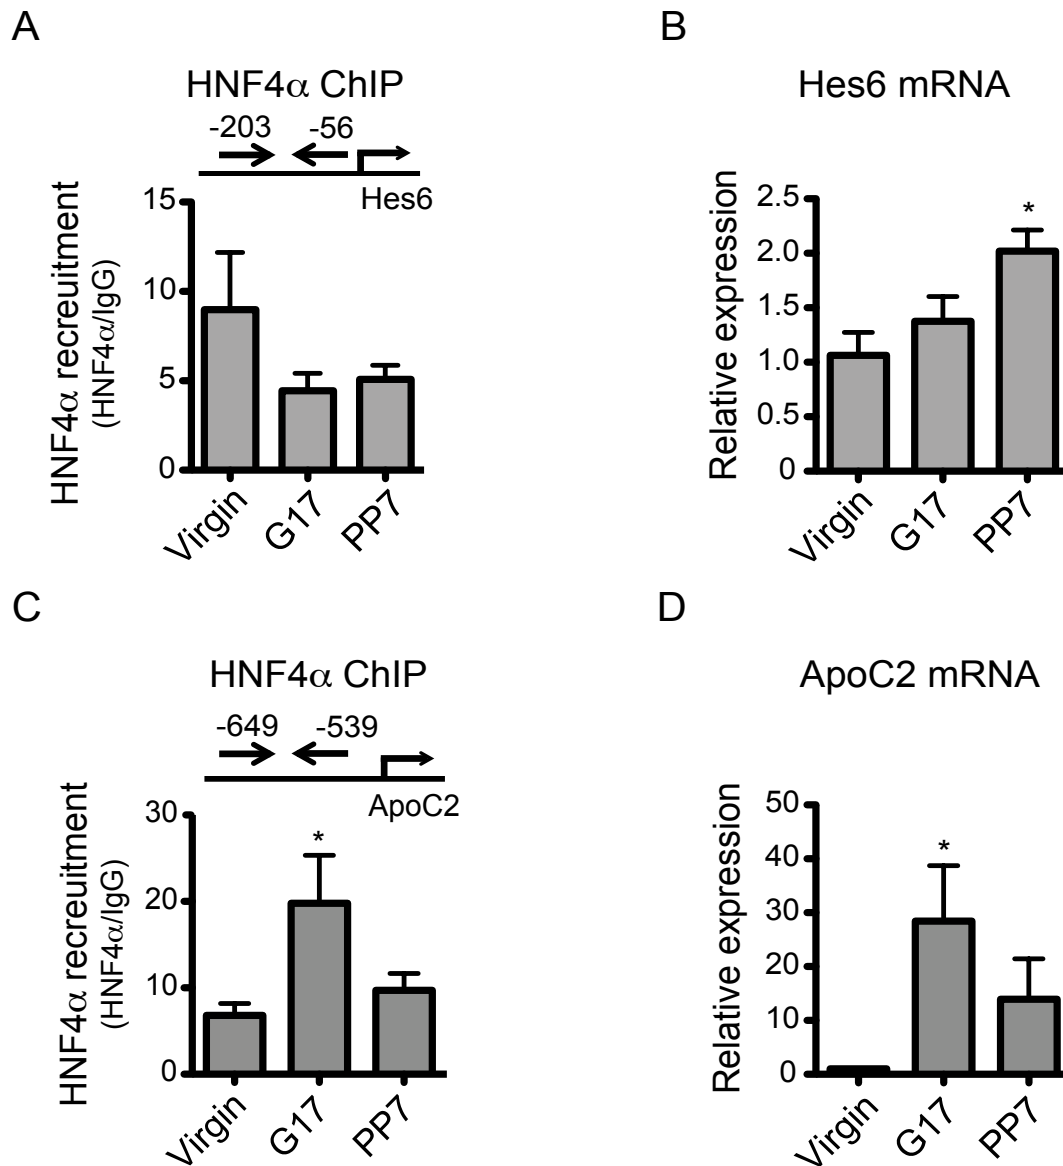 A
HNF4α ChIP
-203 -56
Hes6
HNF4α recreuitment
(HNF4α/IgG)
15
10
5
0
Virgin
G17
PP7
B
Hes6 mRNA
Relative expression
2.5
2.0
1.5
1.0
0.5
0
*
Virgin
G17
PP7
C
HNF4α ChIP
-649 -539
ApoC2
HNF4α recreuitment
(HNF4α/IgG)
30
20
10
0
*
Virgin
G17
PP7
D
ApoC2 mRNA
Relative expression
50
40
30
20
10
0
*
Virgin
G17
PP7